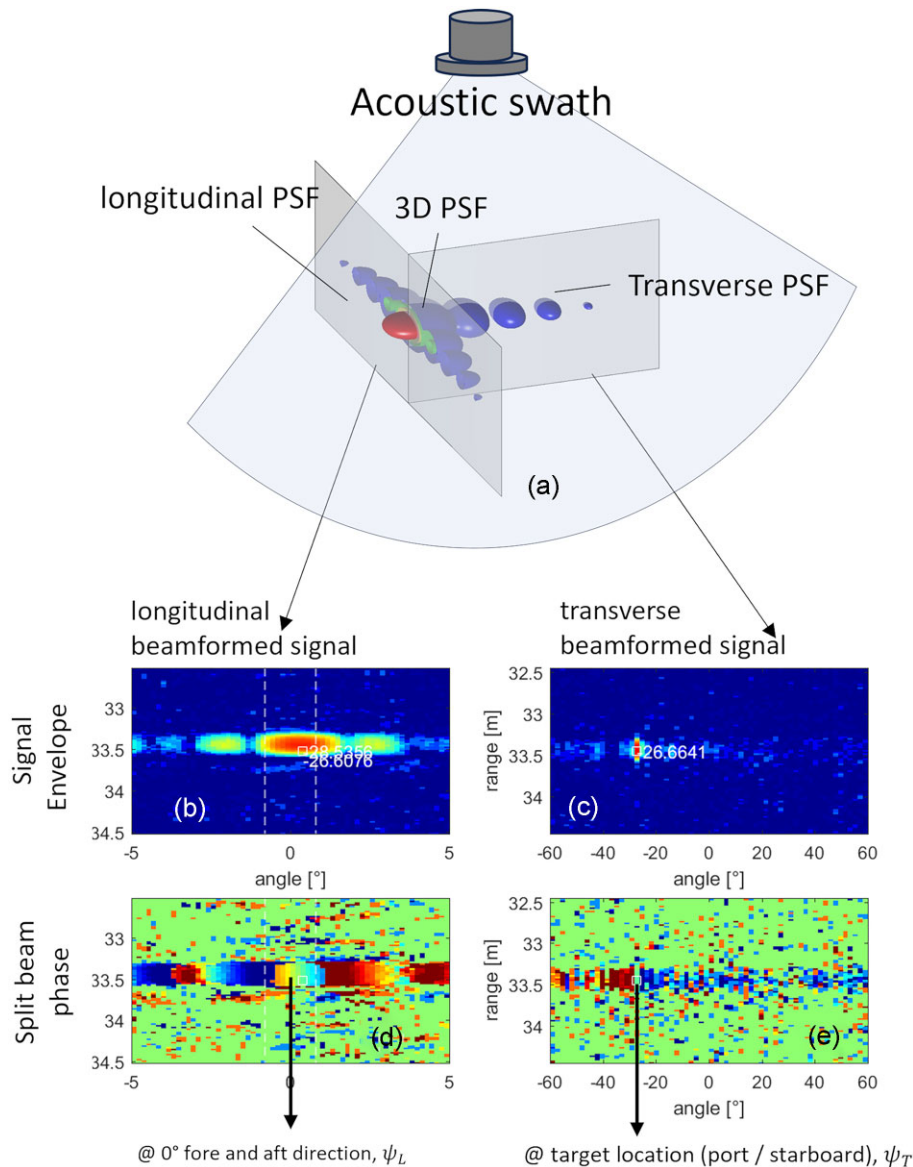 Acoustic swath
longitudinal PSF
3D PSF
Transverse PSF
(a)
longitudinal
beamformed signal
transverse
beamformed signal
Signal
Envelope
33
33.5
34
34.5
-5
0
5
angle [°]
(b)
-26.6076
range [m]
32.5
33
33.5
34
-60
-40
-20
0
20
40
60
angle [°]
(c)
-26.6641
Split beam
phase
33
33.5
34
34.5
-5
0
5
(d)
range [m]
32.5
33
33.5
34
-60
-40
-20
0
20
40
60
angle [°]
(e)
@ 0° fore and aft direction, ψL
@ target location (port / starboard), ψT